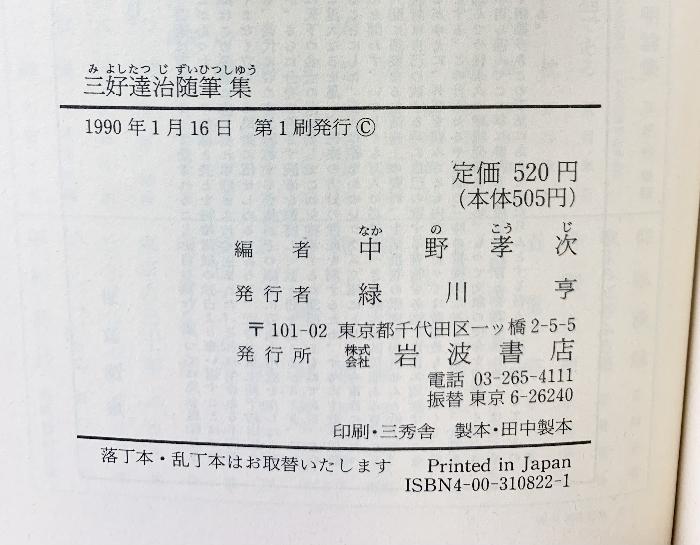 み よしたつ じ ずいひつしゆう
三好達治随筆集
1990年1月16日 第1刷発行©
定価 520円
(本体505円)
なか の こう じ
編者 中野孝次
発行者 緑川亨
〒101-02 東京都千代田区一ッ橋2-5-5
発行所 株式会社 岩波書店
電話 03-265-4111
振替 東京 6-26240
印刷・三秀舎 製本・田中製本
落丁本・乱丁本はお取替いたします Printed in Japan
ISBN4-00-310822-1